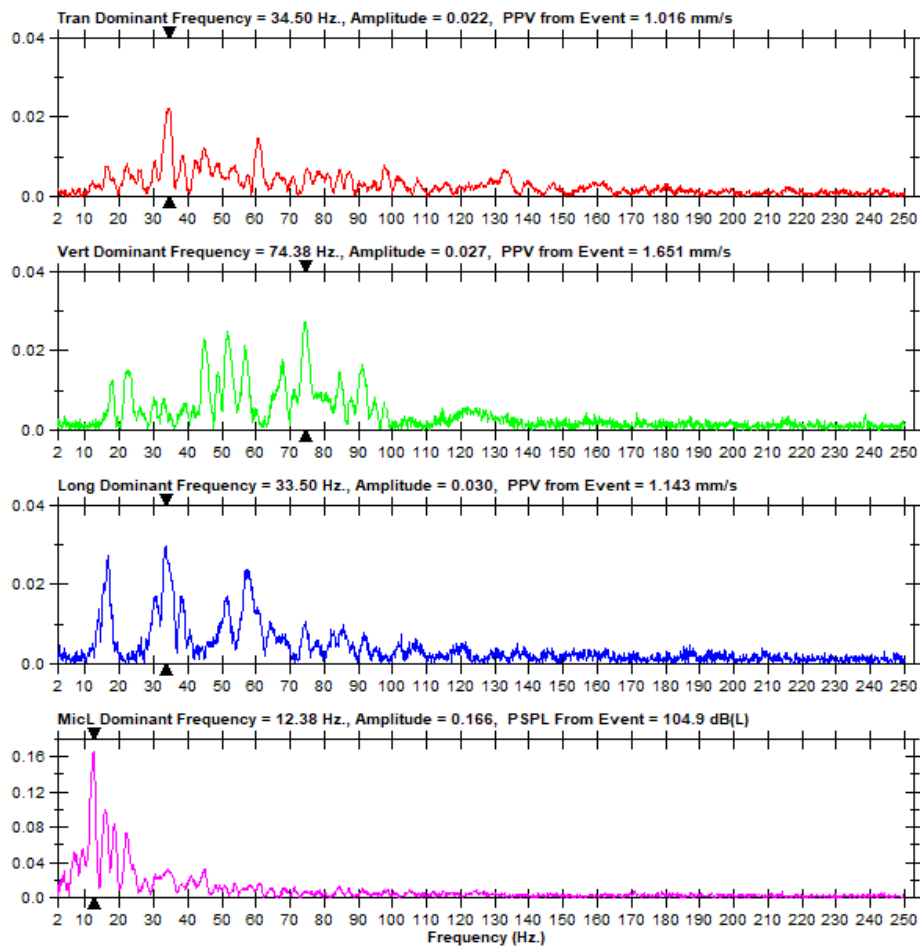 Tran Dominant Frequency = 34.50 Hz., Amplitude = 0.022, PPV from Event = 1.016 mm/s
0.04
0.02
0.0
2 10 20 30 40 50 60 70 80 90 100 110 120 130 140 150 160 170 180 190 200 210 220 230 240 250
Vert Dominant Frequency = 74.38 Hz., Amplitude = 0.027, PPV from Event = 1.651 mm/s
0.04
0.02
0.0
2 10 20 30 40 50 60 70 80 90 100 110 120 130 140 150 160 170 180 190 200 210 220 230 240 250
Long Dominant Frequency = 33.50 Hz., Amplitude = 0.030, PPV from Event = 1.143 mm/s
0.04
0.02
0.0
2 10 20 30 40 50 60 70 80 90 100 110 120 130 140 150 160 170 180 190 200 210 220 230 240 250
MicL Dominant Frequency = 12.38 Hz., Amplitude = 0.166, PSPL From Event = 104.9 dB(L)
0.16
0.12
0.08
0.04
0.0
2 10 20 30 40 50 60 70 80 90 100 110 120 130 140 150 160 170 180 190 200 210 220 230 240 250
Frequency (Hz.)